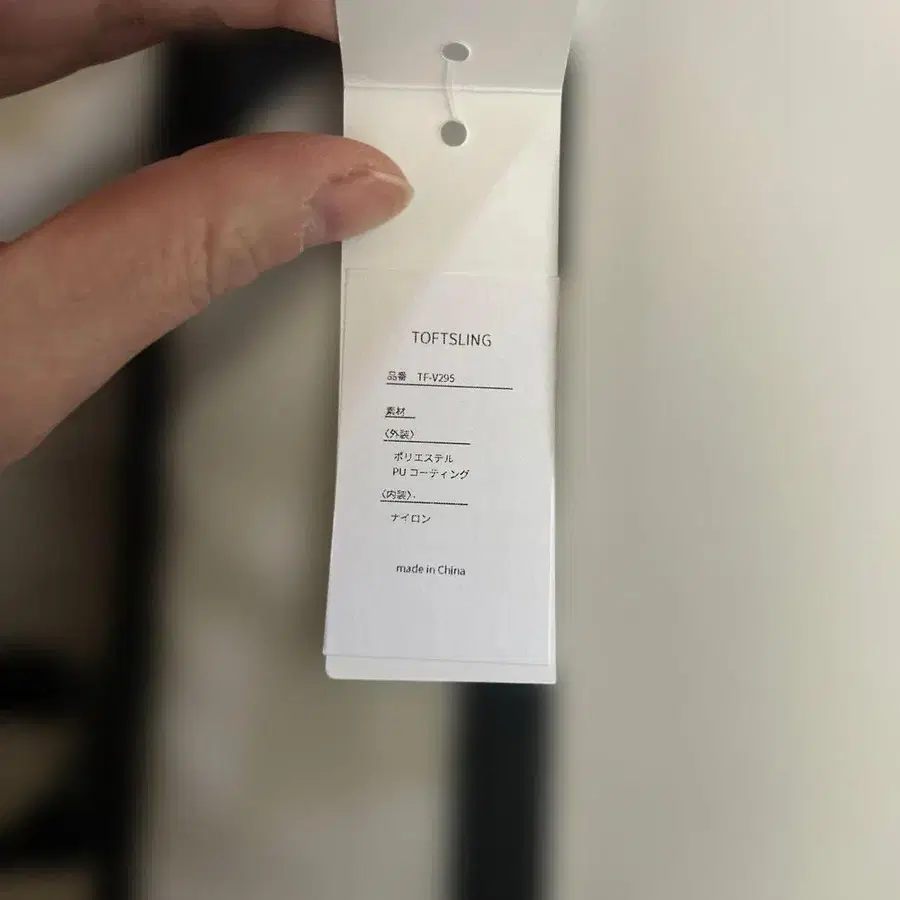 TOFTSLING
品番 TF-V295
素材
〈外装〉
ポリエステル
PU コーティング
〈内装〉.
ナイロン
made in China